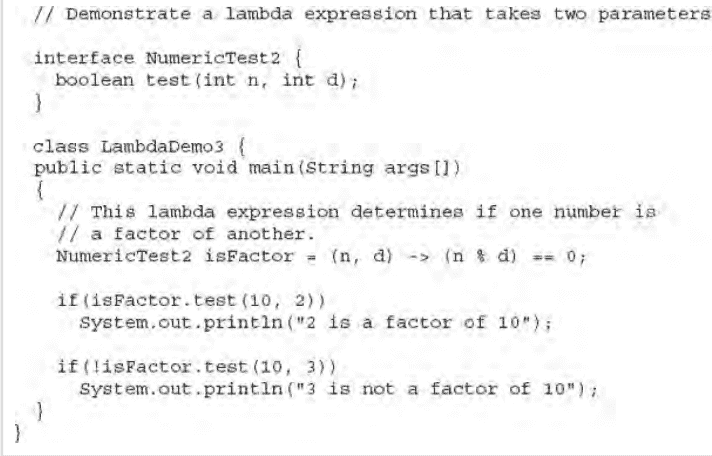 // Demonstrate a lambda expression that takes two parameters
interface NumericTest2 {
boolean test(int n, int d);
}
class LambdaDemo3 {
public static void main(String args[])
{
// This lambda expression determines if one number is
// a factor of another.
NumericTest2 isFactor = (n, d) -> (n % d) == 0;
if(isFactor.test(10, 2))
System.out.println("2 is a factor of 10");
if(!isFactor.test(10, 3))
System.out.println("3 is not a factor of 10");
}
}